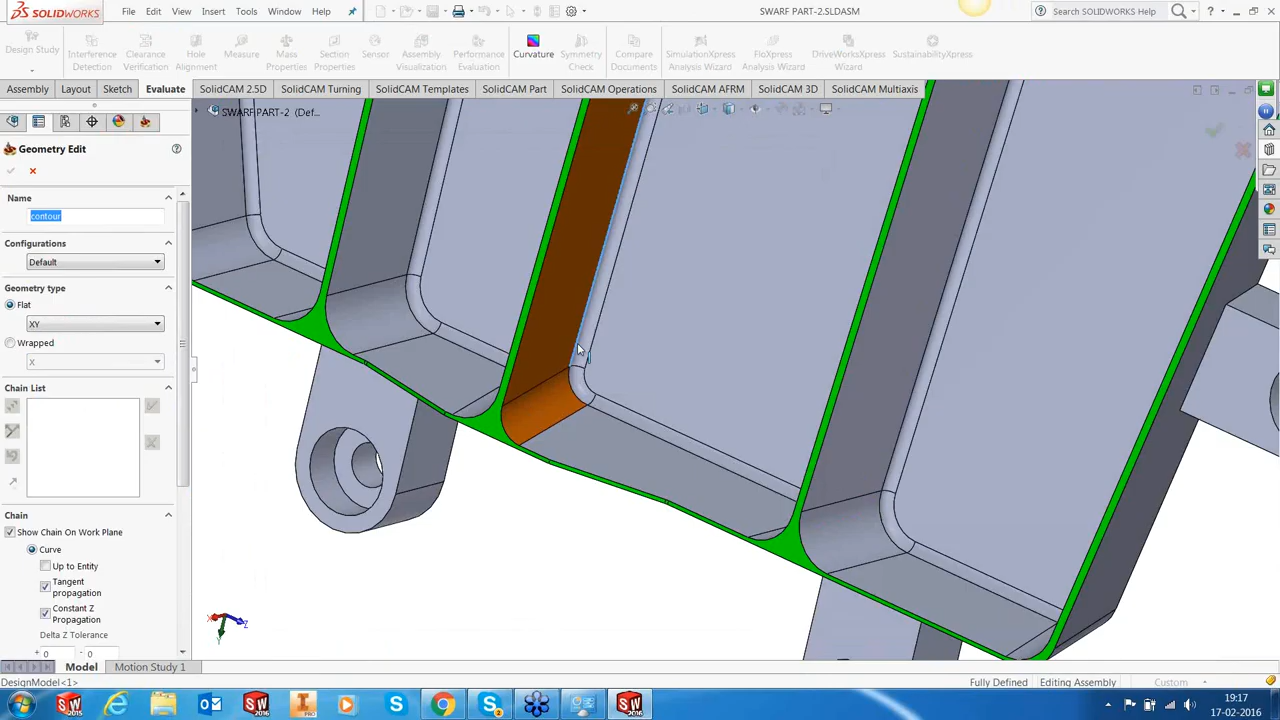 SOLIDWORKS
File Edit View Insert Tools Window Help
SWARF PART-2.SLDASM
Search SOLIDWORKS Help
Design Study
Interference Detection
Clearance Verification
Hole Alignment
Measure
Mass Properties
Section Properties
Sensor
Assembly Visualization
Performance Evaluation
Curvature
Symmetry Check
Compare Documents
SimulationXpress Analysis Wizard
FloXpress Analysis Wizard
DriveWorksXpress Wizard
SustainabilityXpress
Assembly Layout Sketch Evaluate SolidCAM 2.5D SolidCAM Turning SolidCAM Templates SolidCAM Part SolidCAM Operations SolidCAM AFRM SolidCAM 3D SolidCAM Multiaxis
SWARF PART-2 (Def...
Geometry Edit
Name
contour
Configurations
Default
Geometry type
Flat
XY
Wrapped
X
Chain List
Chain
Show Chain On Work Plane
Curve
Up to Entity
Tangent propagation
Constant Z Propagation
Delta Z Tolerance
+ 0 - 0
Z
Y
X
Model Motion Study 1
DesignModel<1>
Fully Defined
Editing Assembly
Custom
19:17
17-02-2016